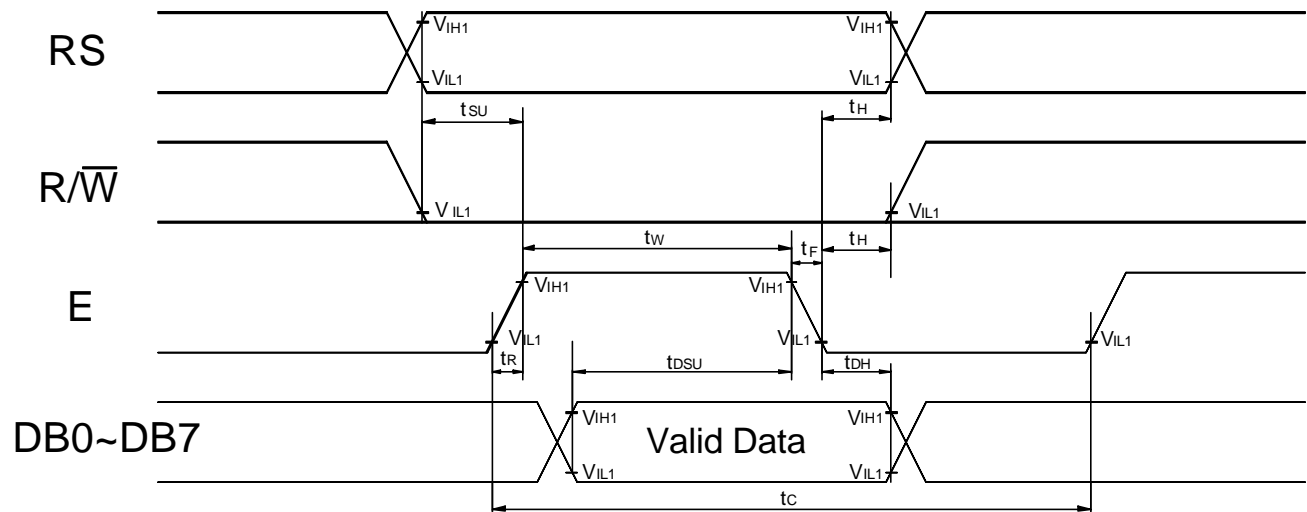 RS
VIH1
VIH1
VIL1
VIL1
tSU
tH
R/W̅
VIL1
VIL1
tW
tF
tH
E
VIH1
VIH1
VIL1
VIL1
VIL1
tR
tDSU
tDH
DB0~DB7
VIH1
VIH1
Valid Data
VIL1
VIL1
tC